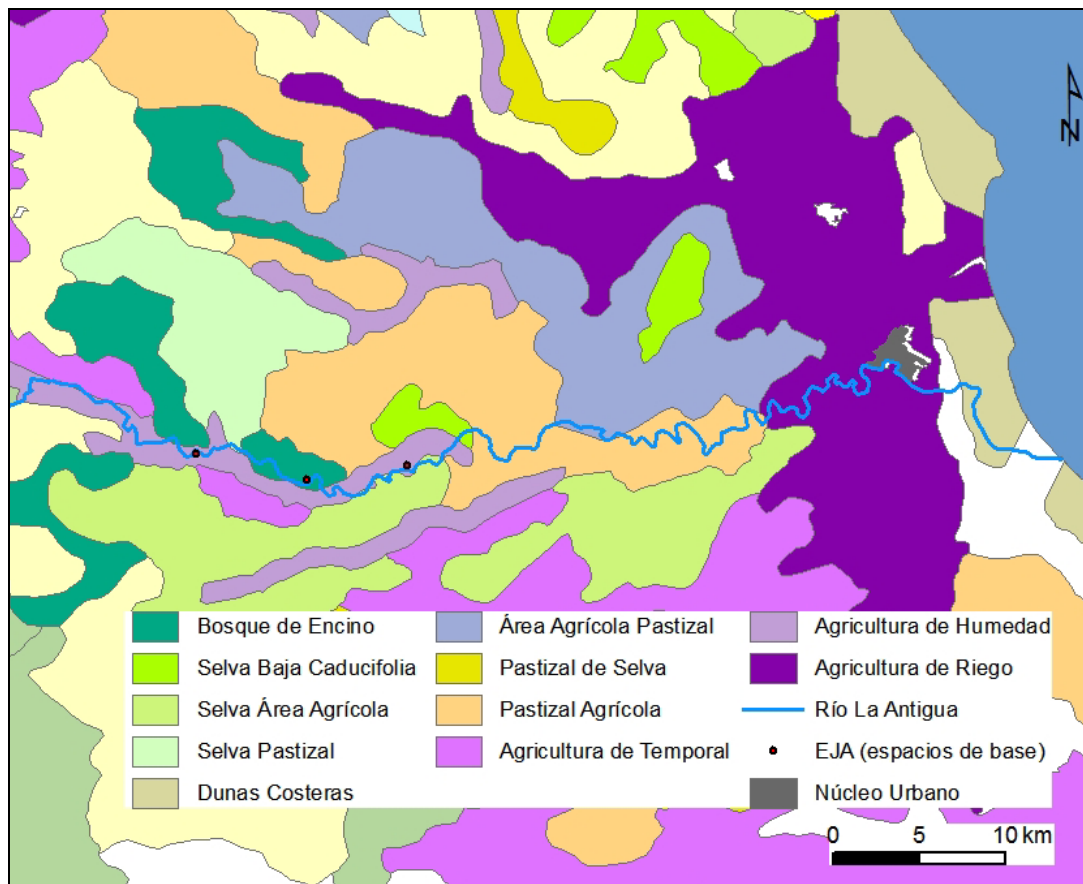 N
Bosque de Encino
Selva Baja Caducifolia
Selva Área Agrícola
Selva Pastizal
Dunas Costeras
Área Agrícola Pastizal
Pastizal de Selva
Pastizal Agrícola
Agricultura de Temporal
Agricultura de Humedad
Agricultura de Riego
Río La Antigua
EJA (espacios de base)
Núcleo Urbano
0 5 10 km